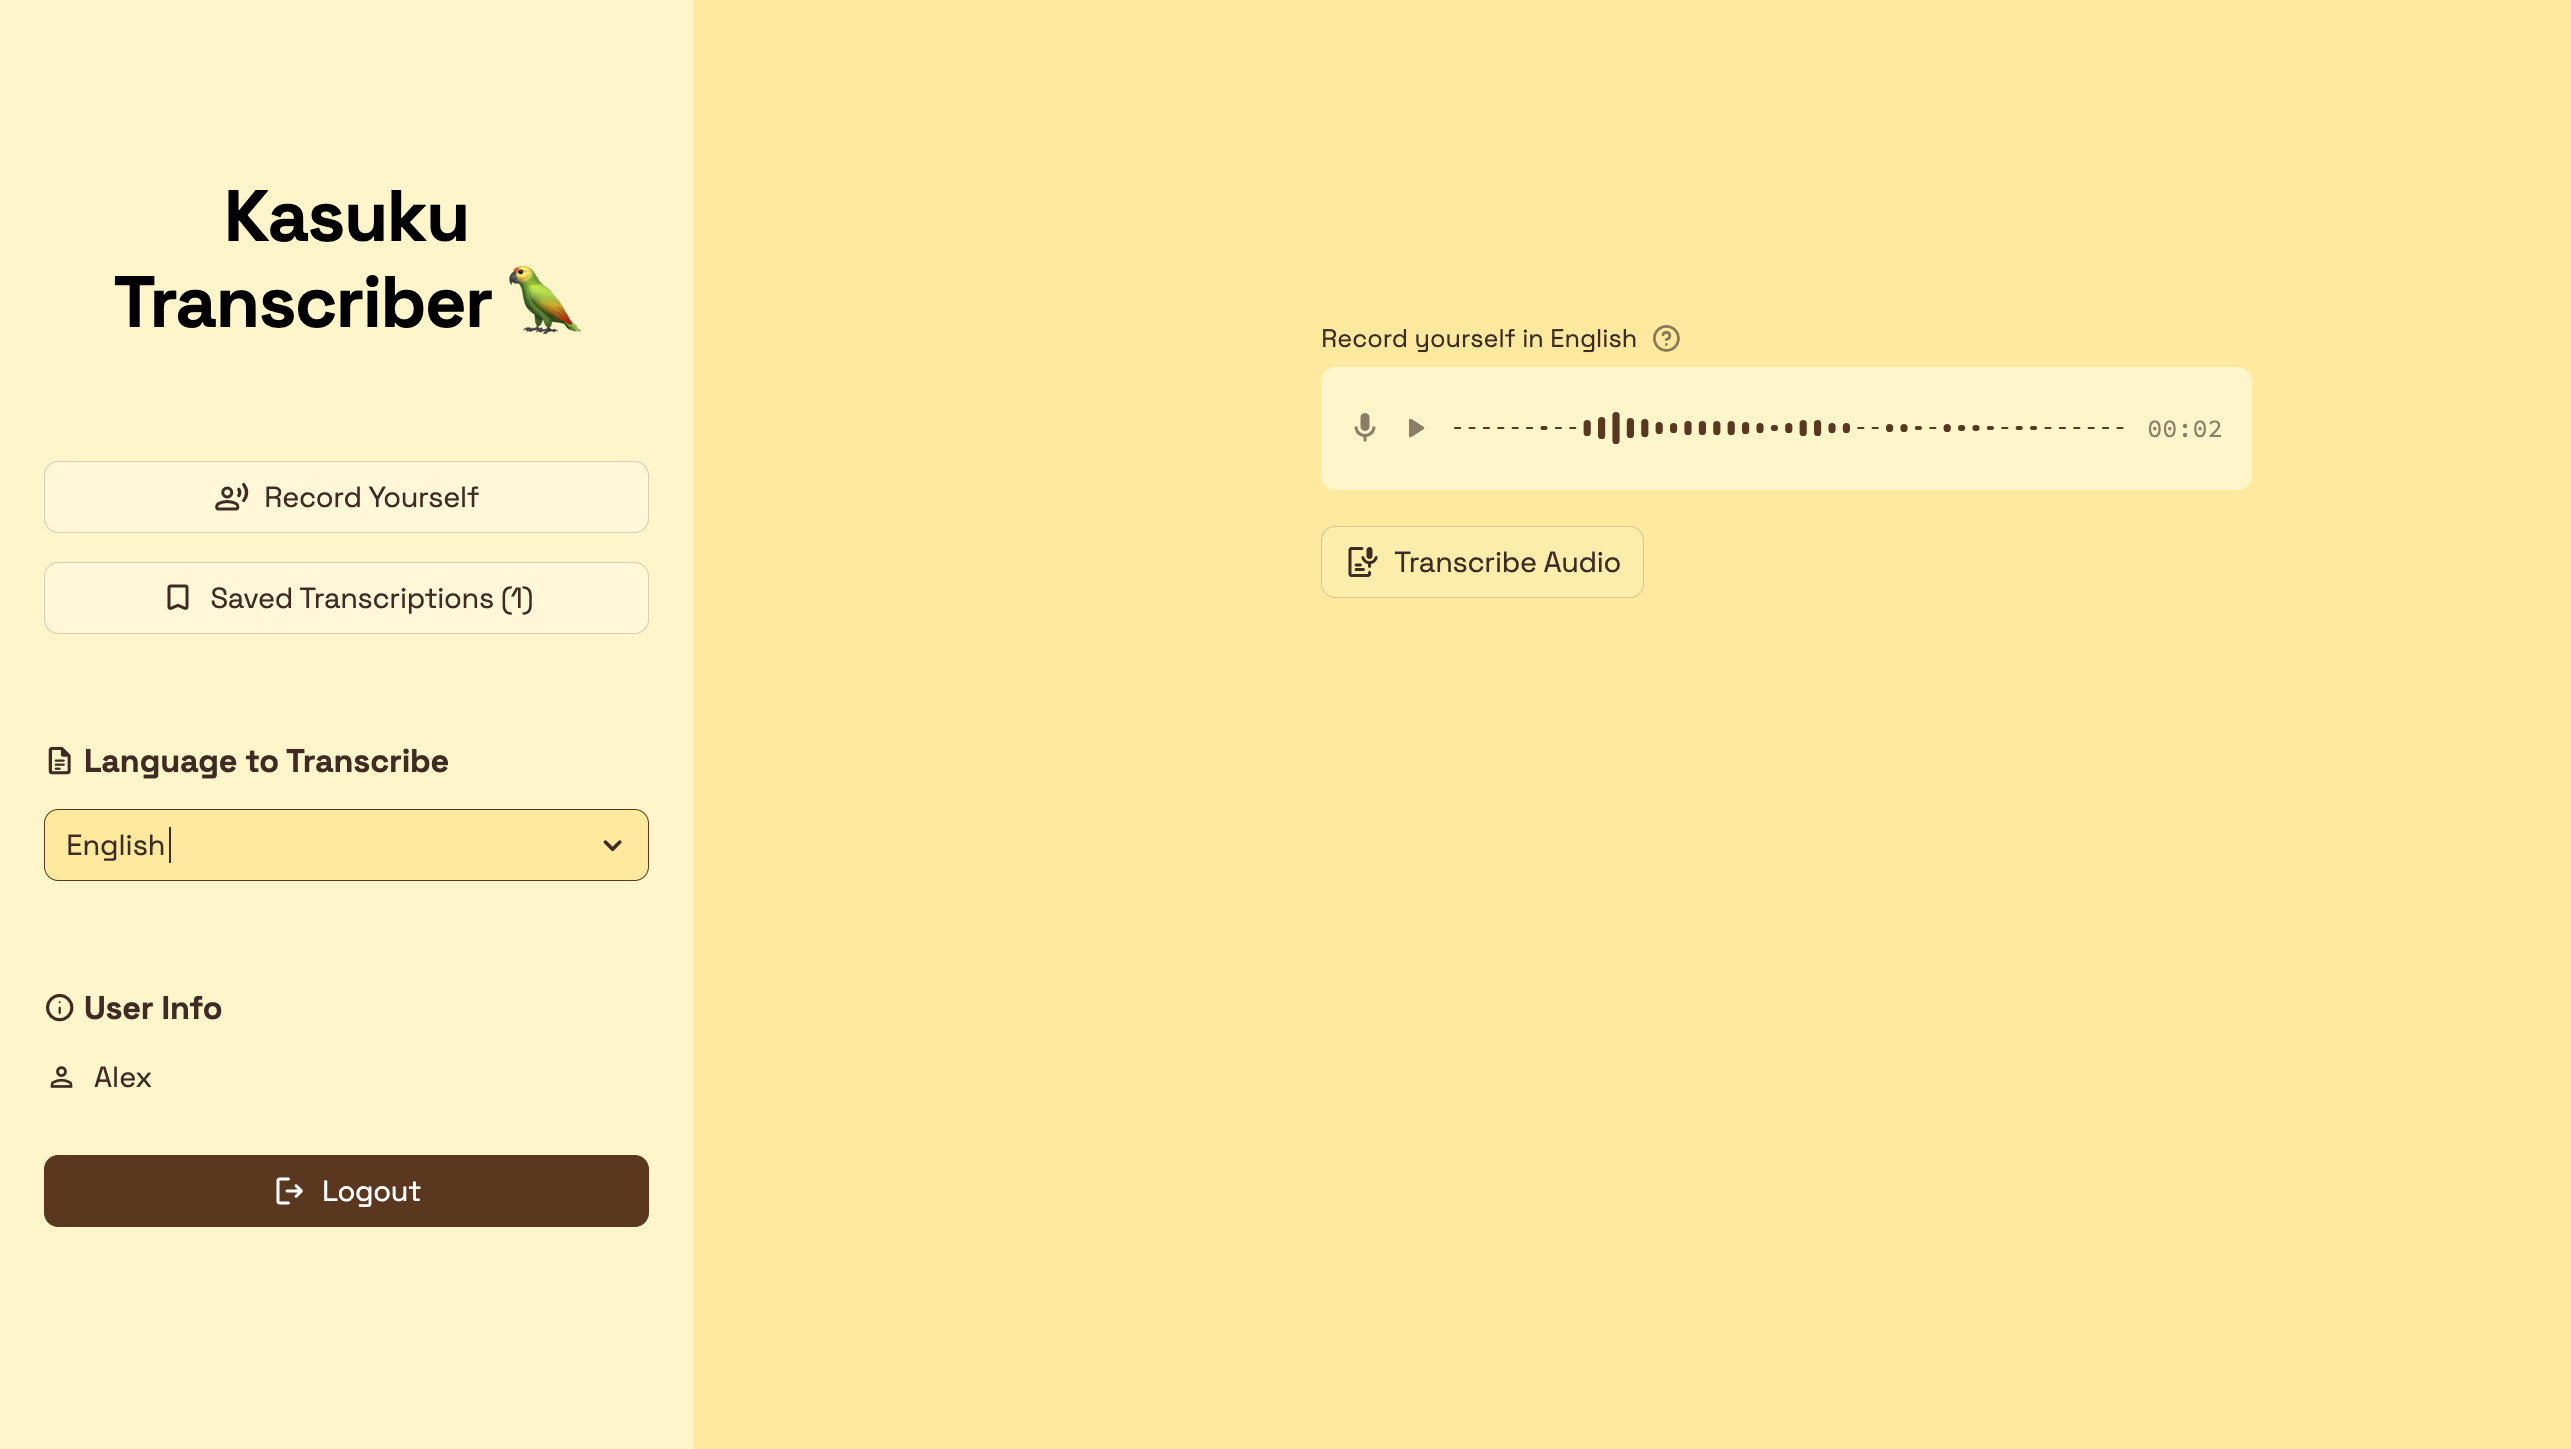 Kasuku
Transcriber
Record Yourself
Saved Transcriptions (1)
Language to Transcribe
English
User Info
Alex
Logout
Record yourself in English
00:02
Transcribe Audio